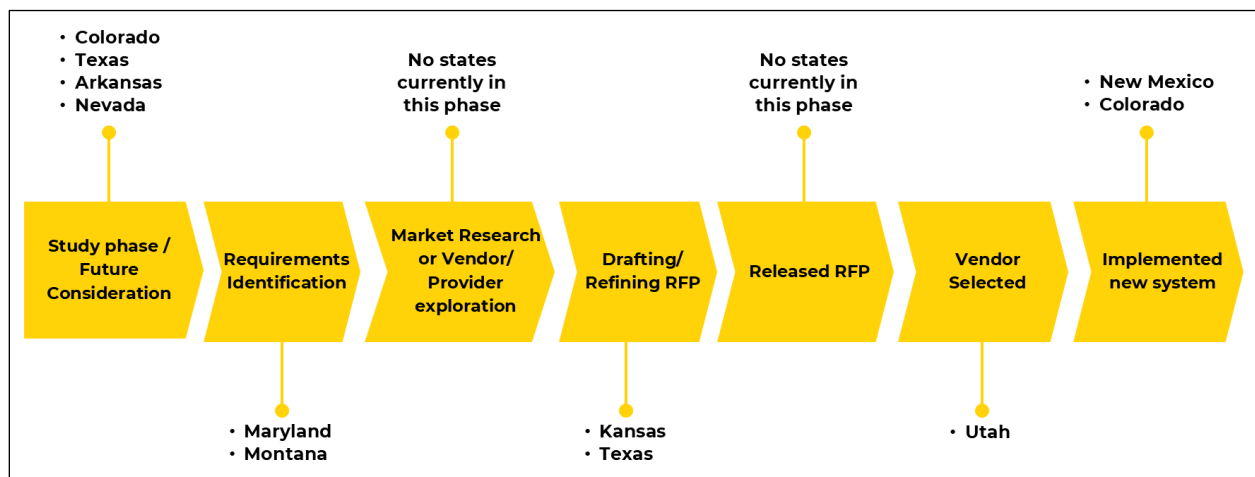 • Colorado
• Texas
• Arkansas
• Nevada
No states
currently in
this phase
No states
currently in
this phase
• New Mexico
• Colorado
Study phase /
Future
Consideration
Requirements
Identification
Market Research
or Vendor/
Provider
exploration
Drafting/
Refining RFP
Released RFP
Vendor
Selected
Implemented
new system
• Maryland
• Montana
• Kansas
• Texas
• Utah